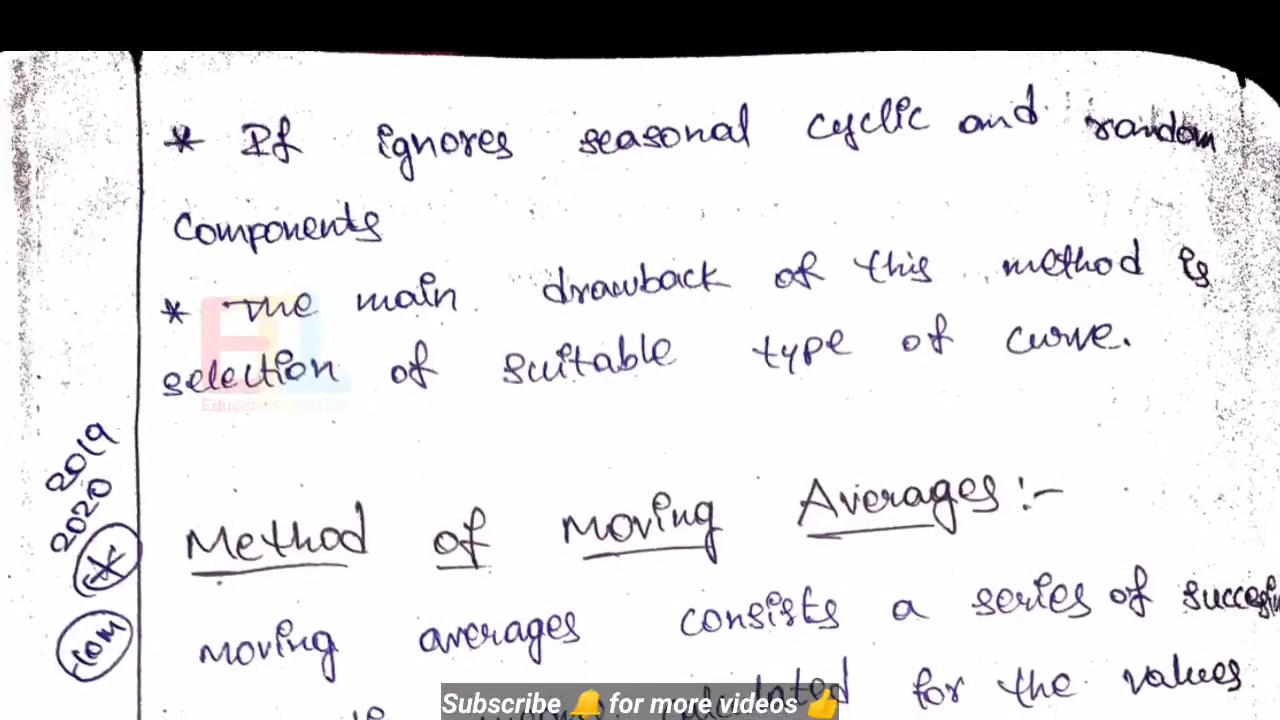 * It ignores seasonal cyclic and random
Components
* The main drawback of this method is
selection of suitable type of curve.
2019
2020
10m
Method of Moving Averages :-
moving averages consists a series of successi
calculated for the values
Subscribe 🔔 for more videos 👍